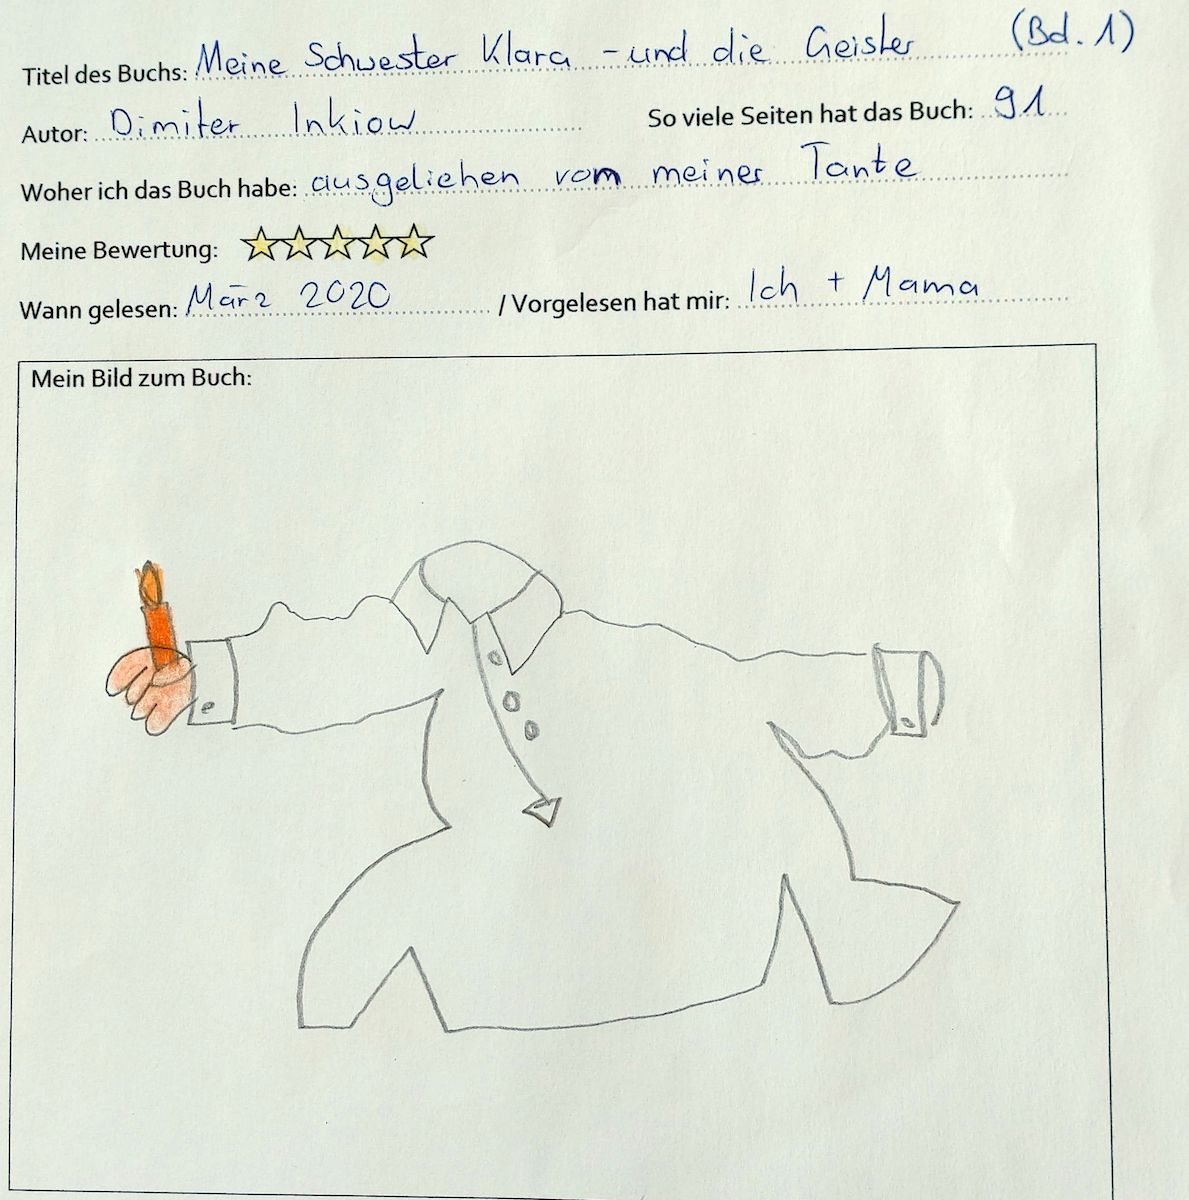 Titel des Buchs: Meine Schwester Klara - und die Geister (Bd. 1)
Autor: Dimiter Inkiow So viele Seiten hat das Buch: 91
Woher ich das Buch habe: ausgeliehen von meiner Tante
Meine Bewertung:
Wann gelesen: März 2020 / Vorgelesen hat mir: Ich + Mama
Mein Bild zum Buch: